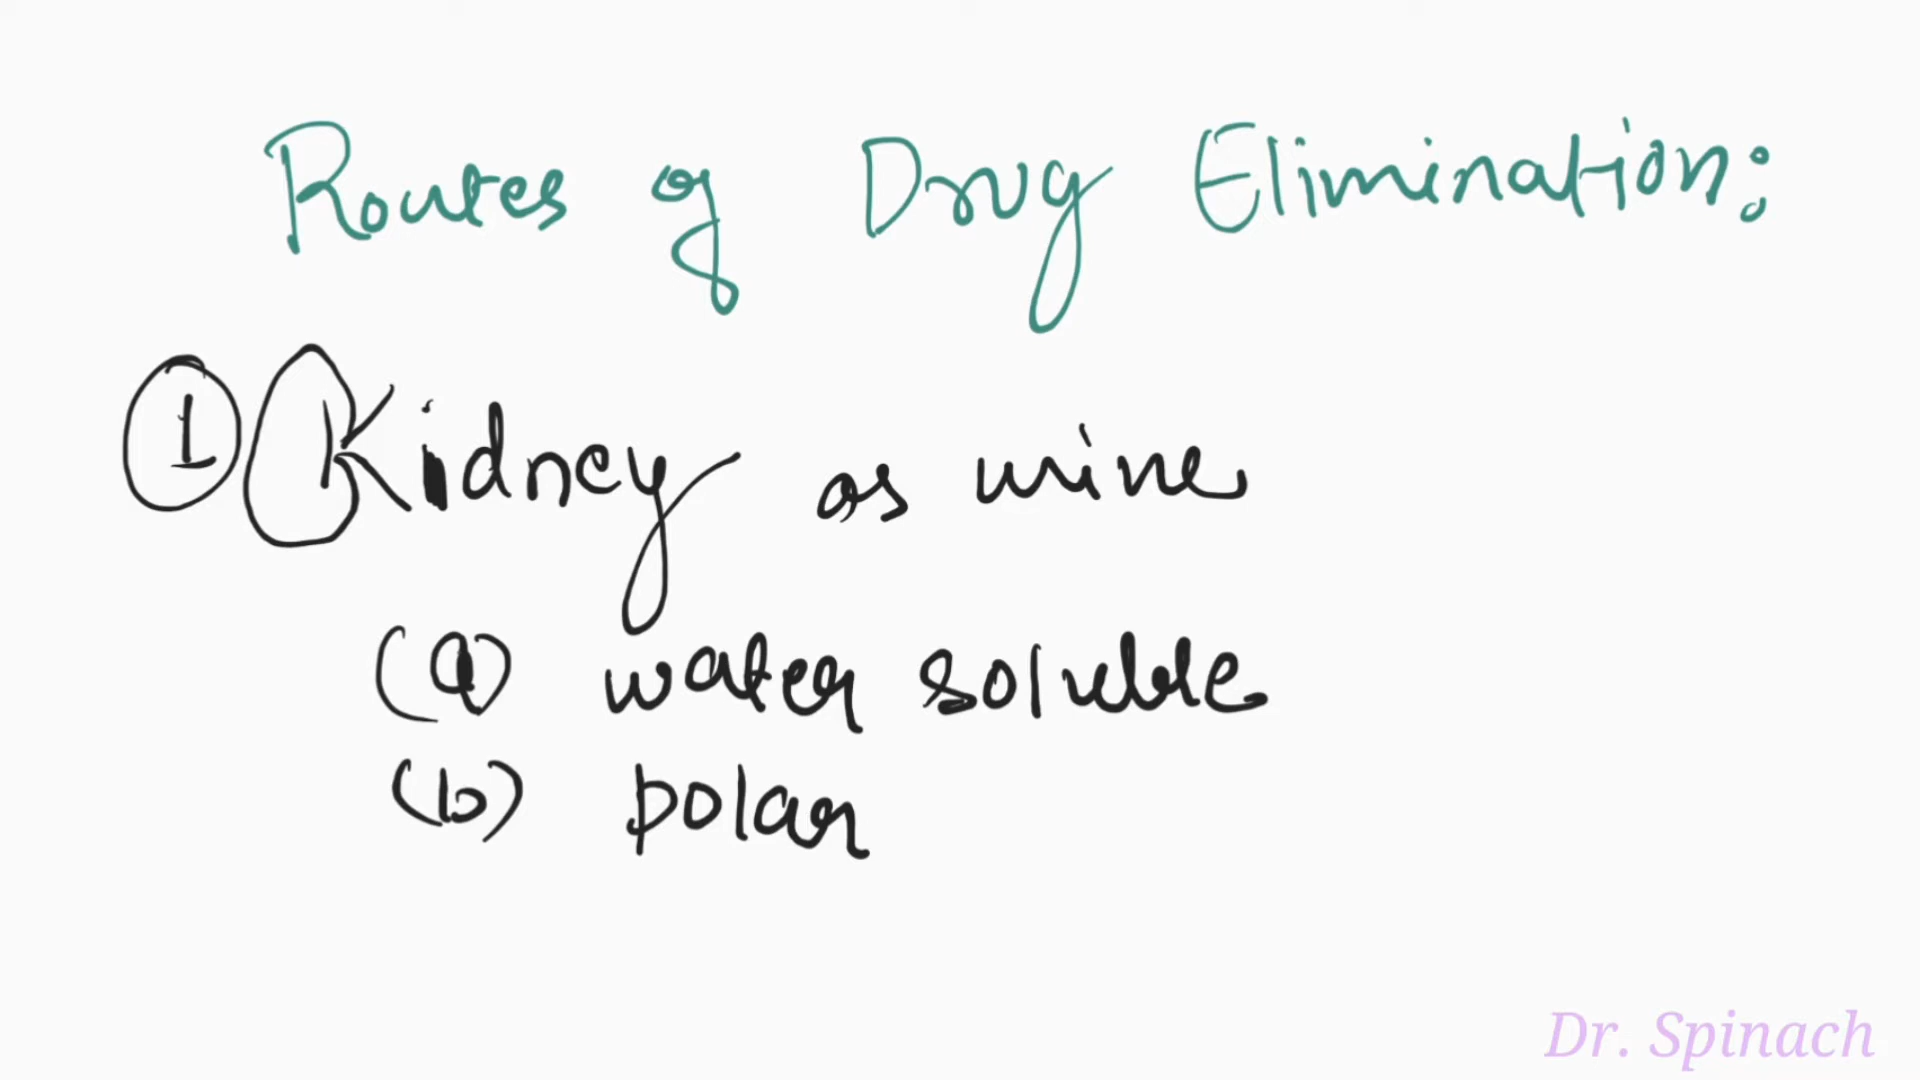 Routes of Drug Elimination:
1 Kidney as urine
(a) water soluble
(b) polar
Dr. Spinach